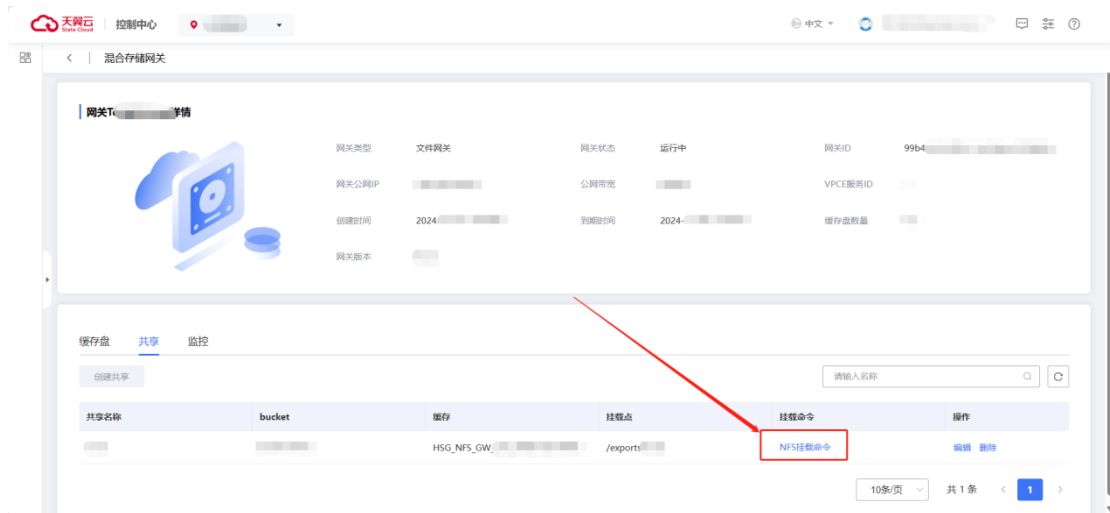 天翼云 State Cloud 控制中心 中文
混合存储网关
网关T 详情
网关类型 文件网关 网关状态 运行中 网关ID 99b4
网关公网IP 公网带宽 VPCE服务ID
创建时间 2024- 到期时间 2024- 缓存盘数量
网关版本
缓存盘 共享 监控
创建共享 请输入名称
共享名称 bucket 缓存 挂载点 挂载命令 操作
HSG_NFS_GW_ /exports NFS挂载命令 编辑 删除
10条/页 共 1 条 1